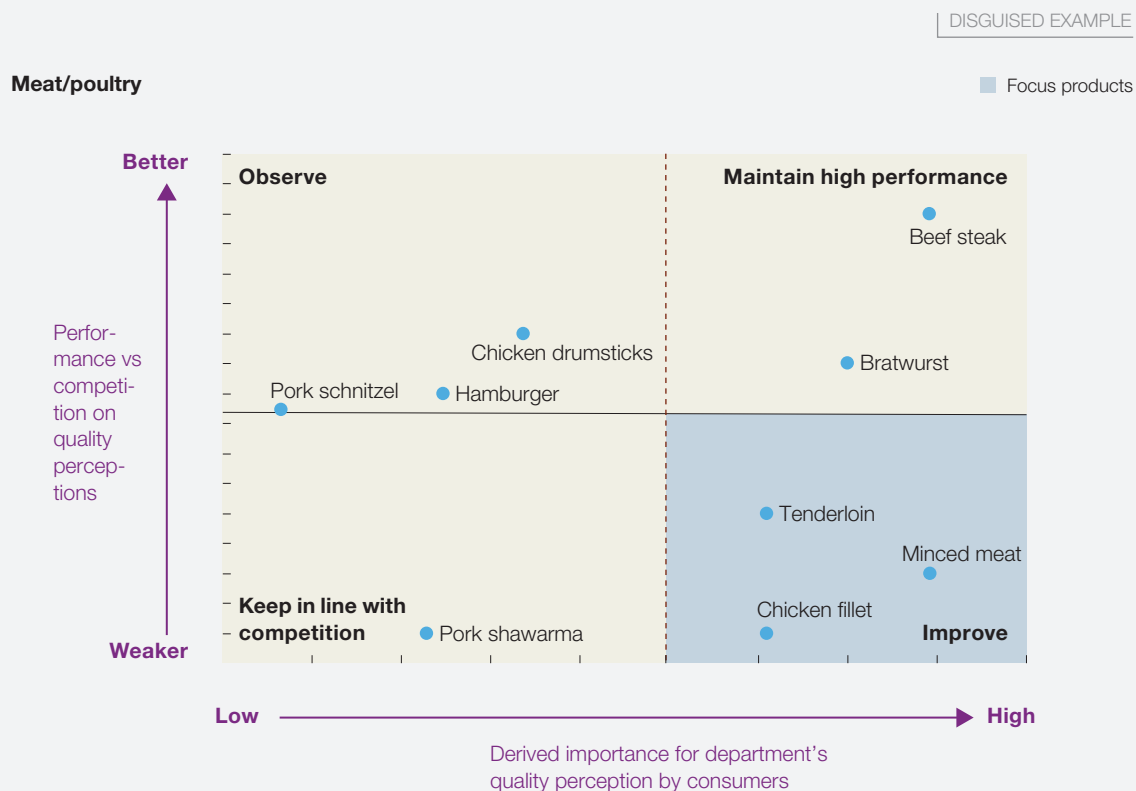 DISGUISED EXAMPLE
Meat/poultry
Focus products
Better
Observe
Maintain high performance
Beef steak
Perfor-
mance vs
competi-
tion on
quality
percep-
tions
Chicken drumsticks
Bratwurst
Pork schnitzel
Hamburger
Tenderloin
Minced meat
Keep in line with
competition
Chicken fillet
Pork shawarma
Improve
Weaker
Low
High
Derived importance for department's
quality perception by consumers